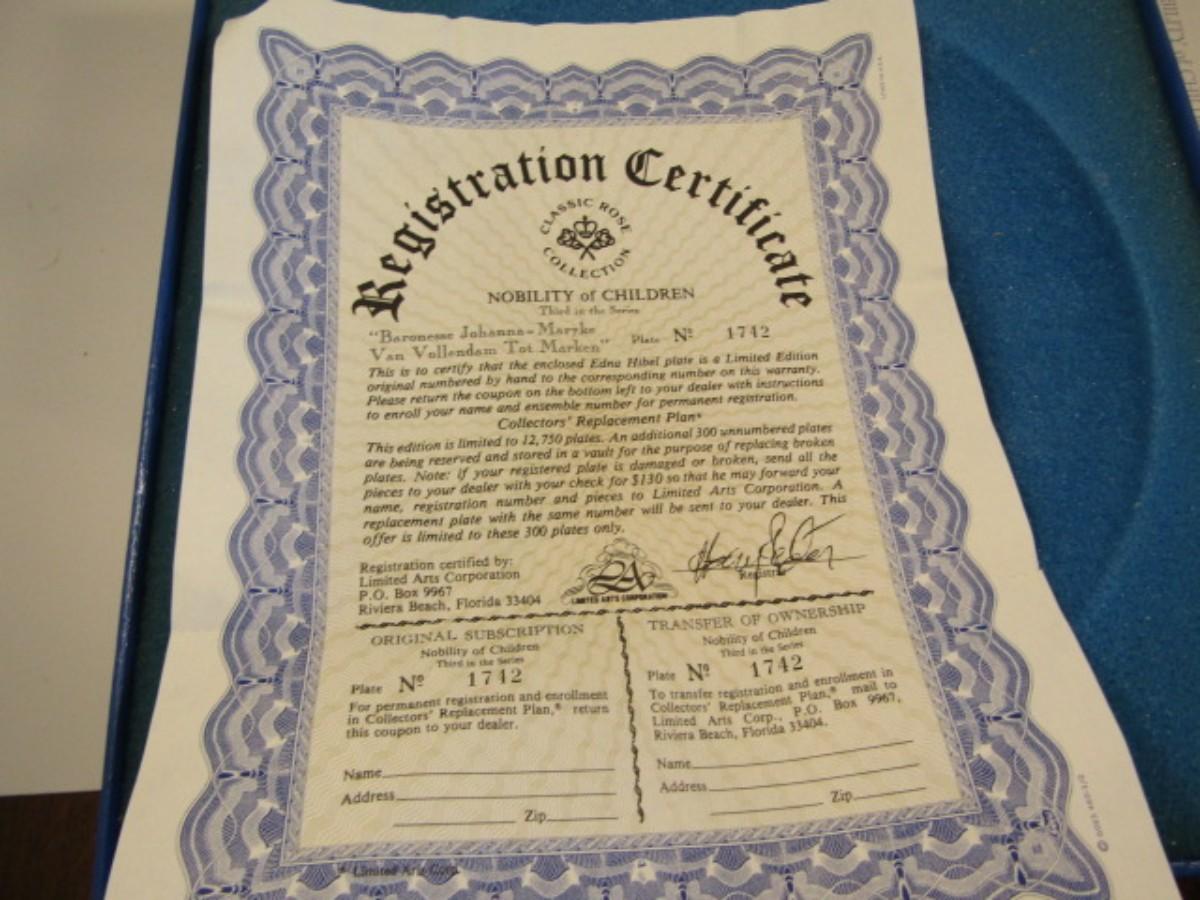 Registration Certificate
CLASSIC ROSE
COLLECTION
NOBILITY of CHILDREN
Third in the Series
"Baronesse Johanna-Maryke
Van Vollendam Tot Marken" Plate Nº 1742
This is to certify that the enclosed Edna Hibel plate is a Limited Edition
original numbered by hand to the corresponding number on this warranty.
Please return the coupon on the bottom left to your dealer with instructions
to enroll your name and ensemble number for permanent registration.
Collectors' Replacement Plan*
This edition is limited to 12,750 plates. An additional 300 unnumbered plates
are being reserved and stored in a vault for the purpose of replacing broken
plates. Note: if your registered plate is damaged or broken, send all the
pieces to your dealer with your check for $130 so that he may forward your
name, registration number and pieces to Limited Arts Corporation. A
replacement plate with the same number will be sent to your dealer. This
offer is limited to these 300 plates only.
Registration certified by:
Limited Arts Corporation
P.O. Box 9967
Riviera Beach, Florida 33404
LIMITED ARTS CORPORATION
Registrar
ORIGINAL SUBSCRIPTION
Nobility of Children
Third in the Series
Plate Nº 1742
For permanent registration and enrollment
in Collectors' Replacement Plan,* return
this coupon to your dealer.
Name
Address
Zip
TRANSFER OF OWNERSHIP
Nobility of Children
Third in the Series
Plate Nº 1742
To transfer registration and enrollment in
Collectors' Replacement Plan,* mail to
Limited Arts Corp., P.O. Box 9967,
Riviera Beach, Florida 33404.
Name
Address
Zip
* Limited Arts Corp.